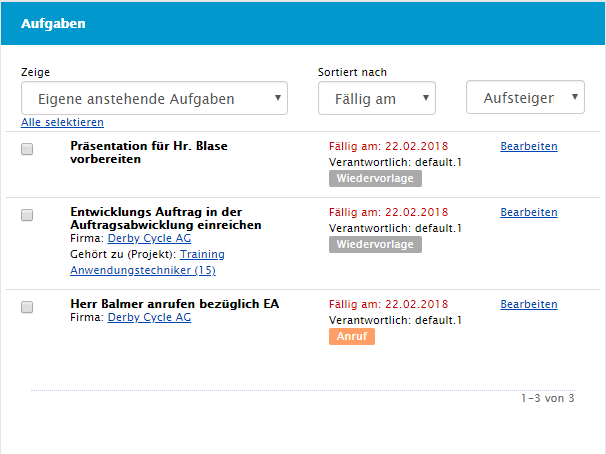 Aufgaben
Zeige
Sortiert nach
Eigene anstehende Aufgaben
Fällig am
Aufsteigen
Alle selektieren
Präsentation für Hr. Blase
vorbereiten
Fällig am: 22.02.2018
Verantwortlich: default.1
Wiedervorlage
Bearbeiten
Entwicklungs Auftrag in der
Auftragsabwicklung einreichen
Firma: Derby Cycle AG
Gehört zu (Projekt): Training
Anwendungstechniker (15)
Fällig am: 22.02.2018
Verantwortlich: default.1
Wiedervorlage
Bearbeiten
Herr Balmer anrufen bezüglich EA
Firma: Derby Cycle AG
Fällig am: 22.02.2018
Verantwortlich: default.1
Anruf
Bearbeiten
1-3 von 3